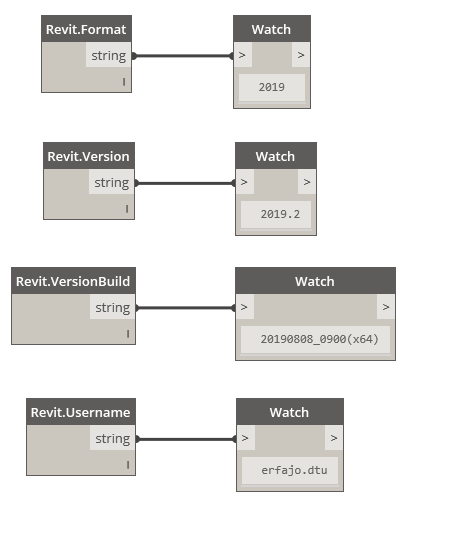 Revit.Format
Watch
string
>
>
l
2019
Revit.Version
Watch
string
>
>
l
2019.2
Revit.VersionBuild
Watch
string
>
>
l
20190808_0900(x64)
Revit.Username
Watch
string
>
>
l
erfajo.dtu